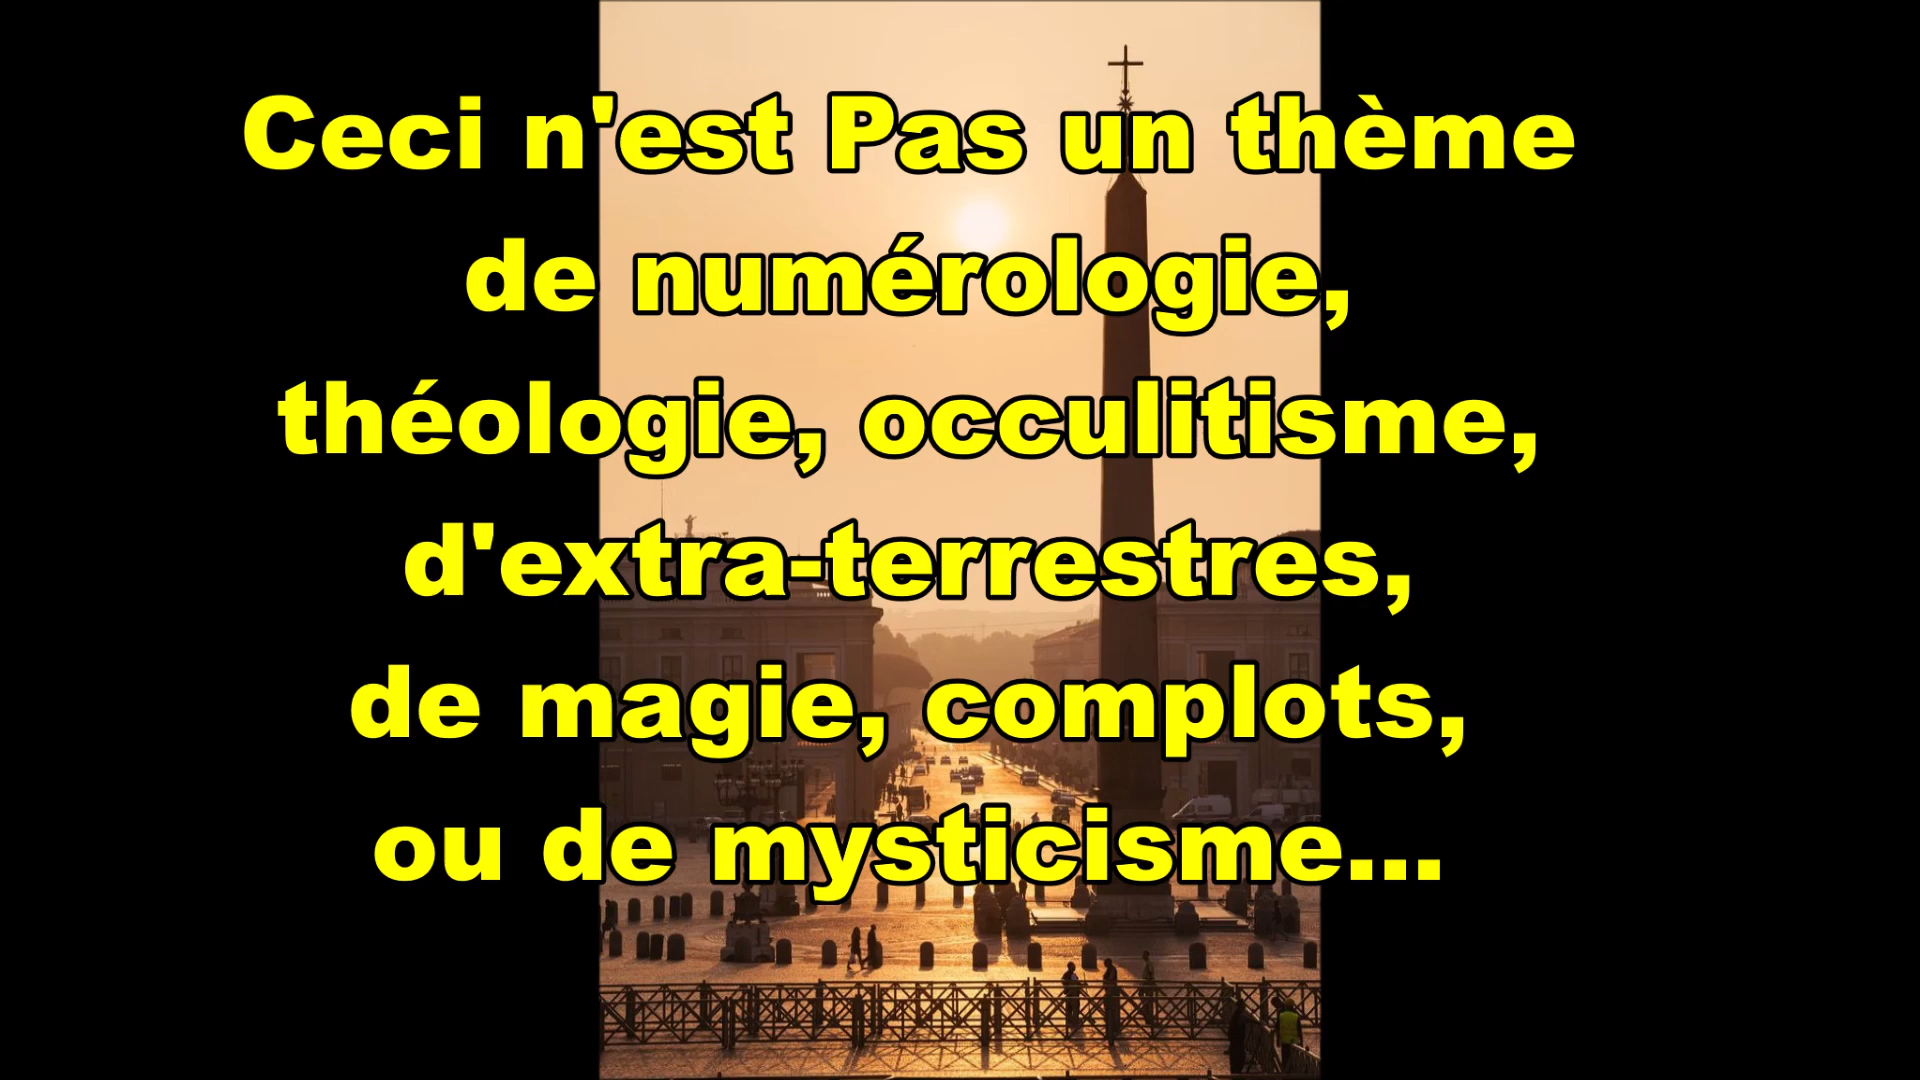 Ceci n'est Pas un thème
de numérologie,
théologie, occulitisme,
d'extra-terrestres,
de magie, complots,
ou de mysticisme...